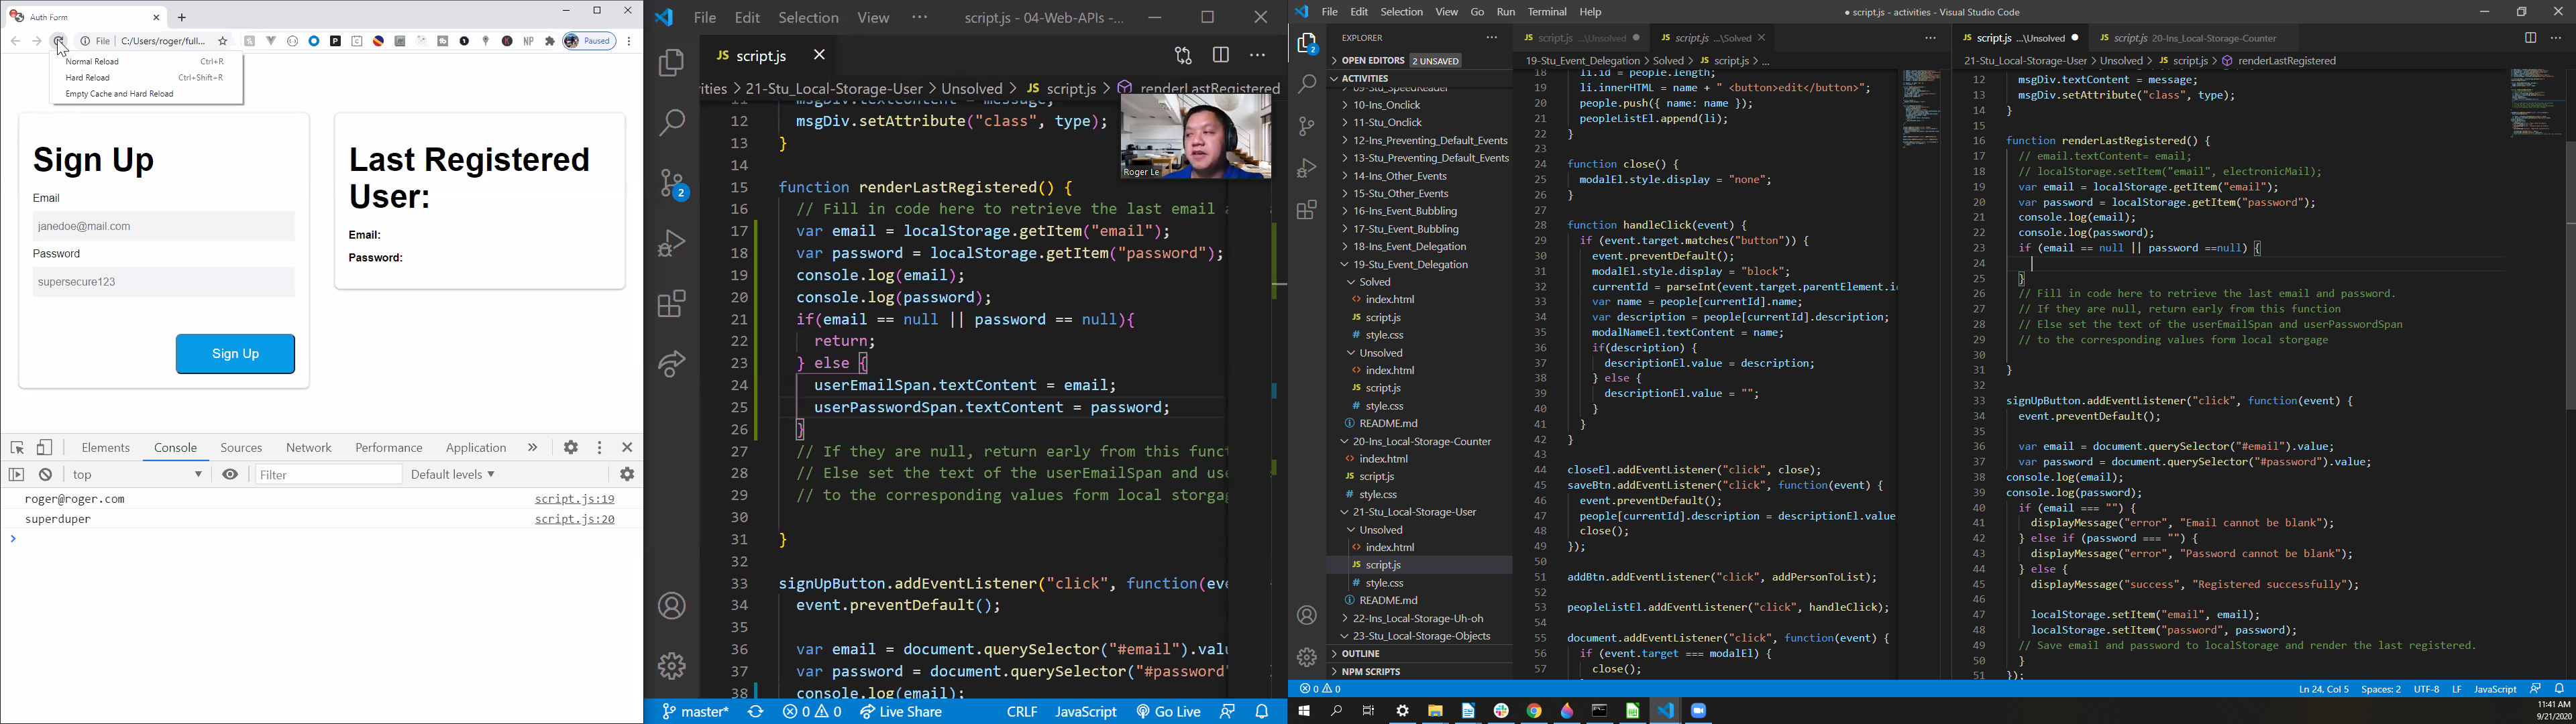 Auth Form
File
C:/Users/roger/full...
Paused
Normal Reload Ctrl+R
Hard Reload Ctrl+Shift+R
Empty Cache and Hard Reload
Sign Up
Email
janedoe@mail.com
Password
supersecure123
Sign Up
Last Registered
User:
Email:
Password:
Elements Console Sources Network Performance Application
top Filter Default levels
roger@roger.com script.js:19
superduper script.js:20
File Edit Selection View ··· script.js - 04-Web-APIs -...
JS script.js
ities > 21-Stu_Local-Storage-User > Unsolved > JS script.js > renderLastRegistered
Roger Le
12 msgDiv.setAttribute("class", type);
13 }
14
15 function renderLastRegistered() {
16 // Fill in code here to retrieve the last email a
17 var email = localStorage.getItem("email");
18 var password = localStorage.getItem("password");
19 console.log(email);
20 console.log(password);
21 if(email == null || password == null){
22 return;
23 } else {
24 userEmailSpan.textContent = email;
25 userPasswordSpan.textContent = password;
26 }
27 // If they are null, return early from this funct
28 // Else set the text of the userEmailSpan and use
29 // to the corresponding values form local storgag
30
31 }
32
33 signUpButton.addEventListener("click", function(eve
34 event.preventDefault();
35
36 var email = document.querySelector("#email").valu
37 var password = document.querySelector("#password"
38 console.log(email);
2
master* 0 0 Live Share CRLF JavaScript Go Live
File Edit Selection View Go Run Terminal Help ● script.js - activities - Visual Studio Code
2
EXPLORER
OPEN EDITORS 2 UNSAVED
ACTIVITIES
09-Stu_SpeedReader
10-Ins_Onclick
11-Stu_Onclick
12-Ins_Preventing_Default_Events
13-Stu_Preventing_Default_Events
14-Ins_Other_Events
15-Stu_Other_Events
16-Ins_Event_Bubbling
17-Stu_Event_Bubbling
18-Ins_Event_Delegation
19-Stu_Event_Delegation
Solved
index.html
JS script.js
# style.css
Unsolved
index.html
JS script.js
# style.css
README.md
20-Ins_Local-Storage-Counter
index.html
JS script.js
# style.css
21-Stu_Local-Storage-User
Unsolved
index.html
JS script.js
# style.css
README.md
22-Ins_Local-Storage-Uh-oh
23-Stu_Local-Storage-Objects
OUTLINE
NPM SCRIPTS
JS script.js ...\Unsolved ● JS script.js ...\Solved
19-Stu_Event_Delegation > Solved > JS script.js > ...
18 li.id = people.length;
19 li.innerHTML = name + " <button>edit</button>";
20 people.push({ name: name });
21 peopleListEl.append(li);
22 }
23
24 function close() {
25 modalEl.style.display = "none";
26 }
27
28 function handleClick(event) {
29 if (event.target.matches("button")) {
30 event.preventDefault();
31 modalEl.style.display = "block";
32 currentId = parseInt(event.target.parentElement.i
33 var name = people[currentId].name;
34 var description = people[currentId].description;
35 modalNameEl.textContent = name;
36 if(description) {
37 descriptionEl.value = description;
38 } else {
39 descriptionEl.value = "";
40 }
41 }
42 }
43
44 closeEl.addEventListener("click", close);
45 saveBtn.addEventListener("click", function(event) {
46 event.preventDefault();
47 people[currentId].description = descriptionEl.value
48 close();
49 });
50
51 addBtn.addEventListener("click", addPersonToList);
52
53 peopleListEl.addEventListener("click", handleClick);
54
55 document.addEventListener("click", function(event) {
56 if (event.target === modalEl) {
57 close();
JS script.js ...\Unsolved ● JS script.js 20-Ins_Local-Storage-Counter
21-Stu_Local-Storage-User > Unsolved > JS script.js > renderLastRegistered
12 msgDiv.textContent = message;
13 msgDiv.setAttribute("class", type);
14 }
15
16 function renderLastRegistered() {
17 // email.textContent= email;
18 // localStorage.setItem("email", electronicMail);
19 var email = localStorage.getItem("email");
20 var password = localStorage.getItem("password");
21 console.log(email);
22 console.log(password);
23 if (email == null || password ==null) {
24
25 }
26 // Fill in code here to retrieve the last email and password.
27 // If they are null, return early from this function
28 // Else set the text of the userEmailSpan and userPasswordSpan
29 // to the corresponding values form local storgage
30
31 }
32
33 signUpButton.addEventListener("click", function(event) {
34 event.preventDefault();
35
36 var email = document.querySelector("#email").value;
37 var password = document.querySelector("#password").value;
38 console.log(email);
39 console.log(password);
40 if (email === "") {
41 displayMessage("error", "Email cannot be blank");
42 } else if (password === "") {
43 displayMessage("error", "Password cannot be blank");
44 } else {
45 displayMessage("success", "Registered successfully");
46
47 localStorage.setItem("email", email);
48 localStorage.setItem("password", password);
49 // Save email and password to localStorage and render the last registered.
50 }
51 });
0 0 Ln 24, Col 5 Spaces: 2 UTF-8 LF JavaScript
11:41 AM
9/21/2020